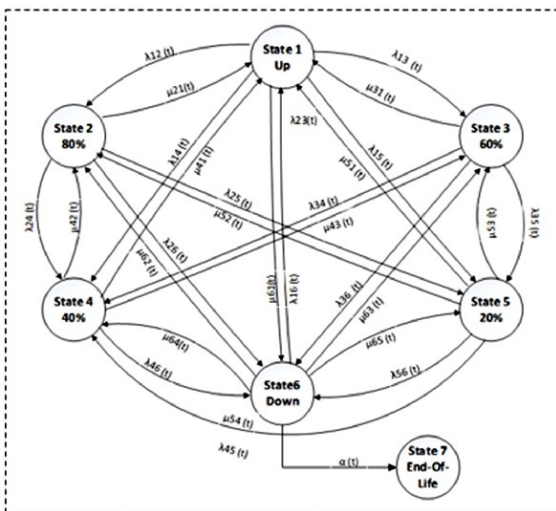 State 1
Up
λ12 (t)
λ13 (t)
μ21(t)
μ31 (t)
State 2
80%
λ23(t)
State 3
60%
λ14 (t)
μ41 (t)
λ15 (t)
μ51 (t)
λ24 (t)
μ42 (t)
λ25 (t)
μ52 (t)
λ34 (t)
μ43 (t)
μ53 (t)
λ35 (t)
λ26 (t)
μ62 (t)
μ61(t)
λ16 (t)
λ36 (t)
μ63 (t)
State 4
40%
State 5
20%
μ64(t)
μ65 (t)
λ46 (t)
λ56 (t)
State6
Down
μ54 (t)
λ45 (t)
α (t)
State 7
End-Of-
Life